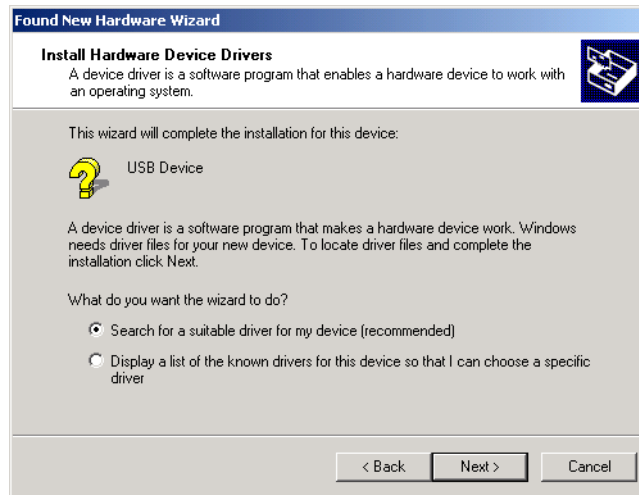 Found New Hardware Wizard
Install Hardware Device Drivers
A device driver is a software program that enables a hardware device to work with
an operating system.
This wizard will complete the installation for this device:
USB Device
A device driver is a software program that makes a hardware device work. Windows
needs driver files for your new device. To locate driver files and complete the
installation click Next.
What do you want the wizard to do?
Search for a suitable driver for my device (recommended)
Display a list of the known drivers for this device so that I can choose a specific
driver
< Back
Next >
Cancel